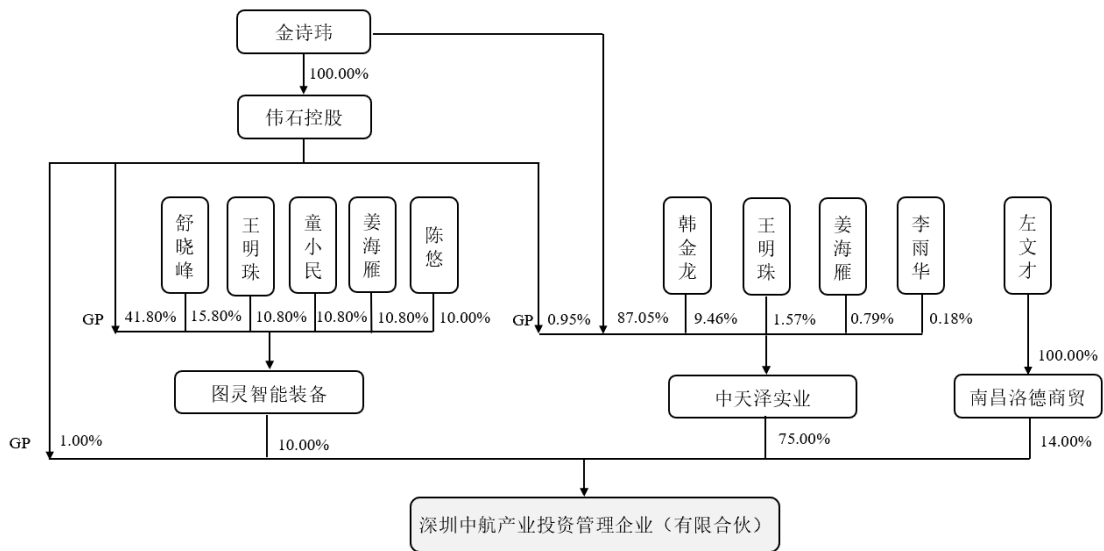 金诗玮
100.00%
伟石控股
舒晓峰
王明珠
童小民
姜海雁
陈悠
韩金龙
王明珠
姜海雁
李雨华
左文才
GP
41.80%
15.80%
10.80%
10.80%
10.80%
10.00%
GP
0.95%
87.05%
9.46%
1.57%
0.79%
0.18%
100.00%
图灵智能装备
中天泽实业
南昌洛德商贸
GP
1.00%
10.00%
75.00%
14.00%
深圳中航产业投资管理企业（有限合伙）